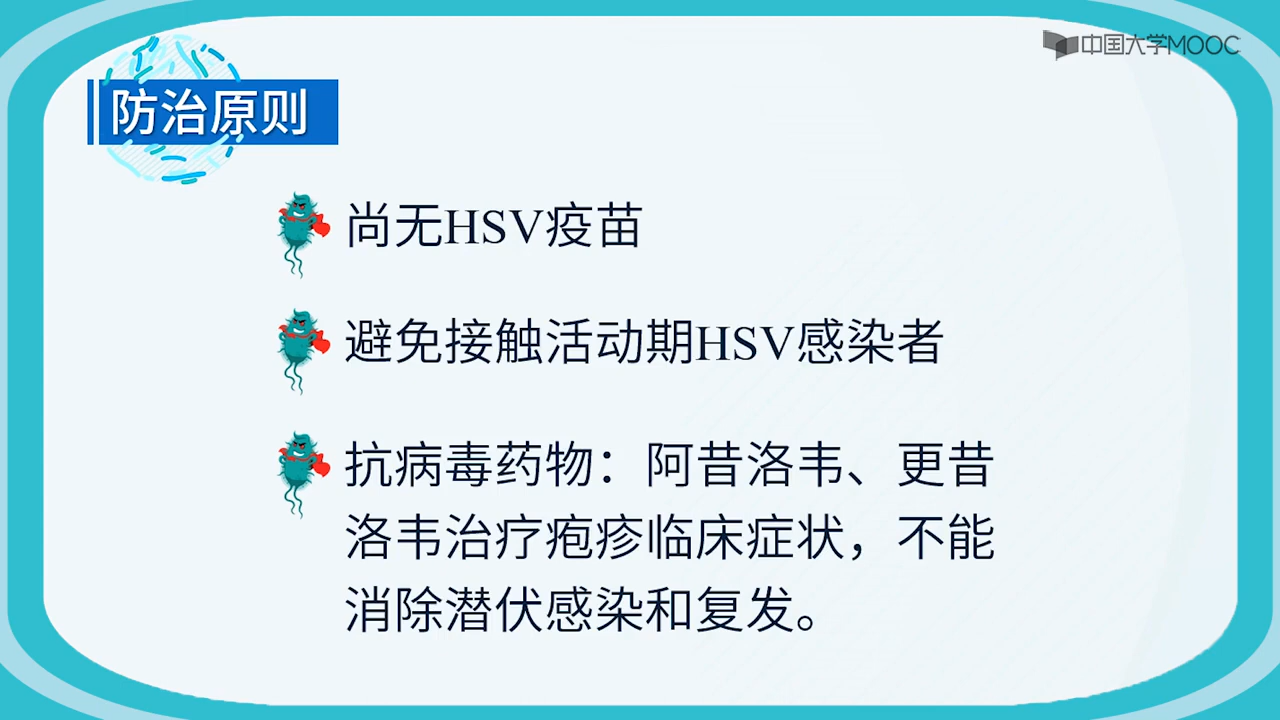 中国大学MOOC
防治原则
尚无HSV疫苗
避免接触活动期HSV感染者
抗病毒药物：阿昔洛韦、更昔
洛韦治疗疱疹临床症状，不能
消除潜伏感染和复发。